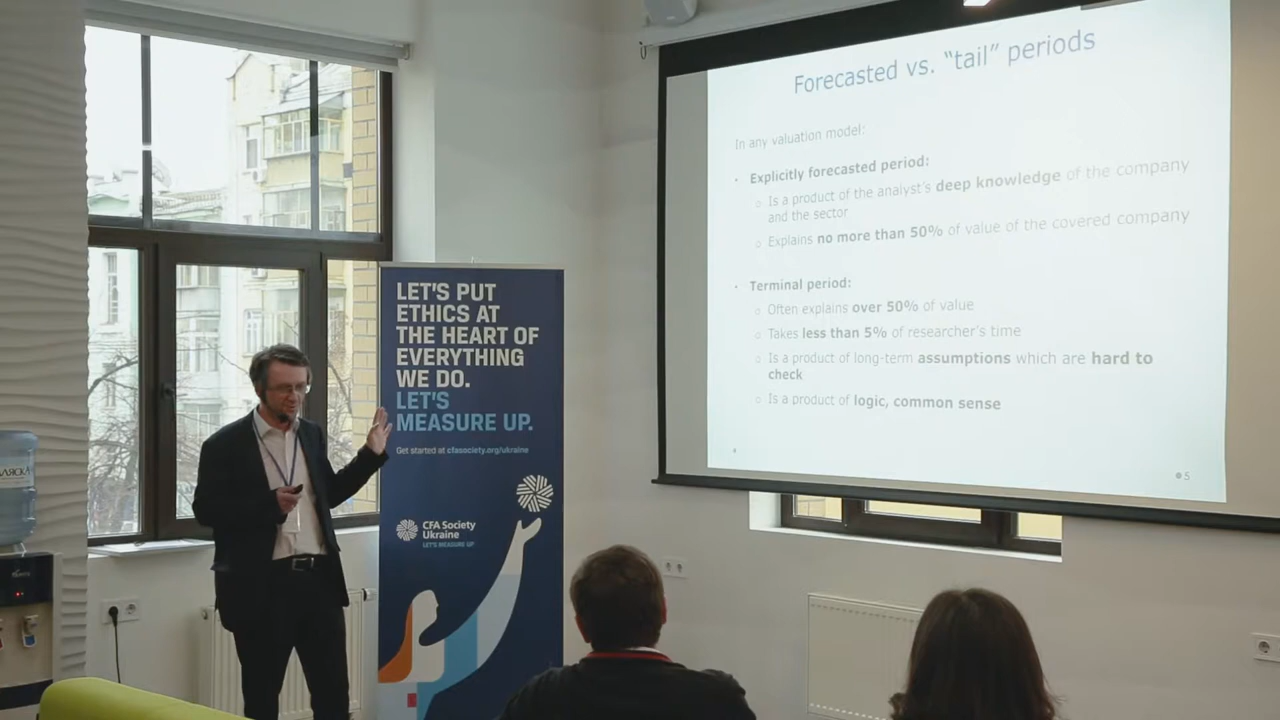 Forecasted vs. “tail” periods
In any valuation model:
Explicitly forecasted period:
Is a product of the analyst’s deep knowledge of the company
and the sector
Explains no more than 50% of value of the covered company
Terminal period:
Often explains over 50% of value
Takes less than 5% of researcher’s time
Is a product of long-term assumptions which are hard to
check
Is a product of logic, common sense
5
LET'S PUT
ETHICS AT
THE HEART OF
EVERYTHING
WE DO.
LET'S
MEASURE UP.
Get started at cfasociety.org/ukraine
CFA Society
Ukraine
LET'S MEASURE UP